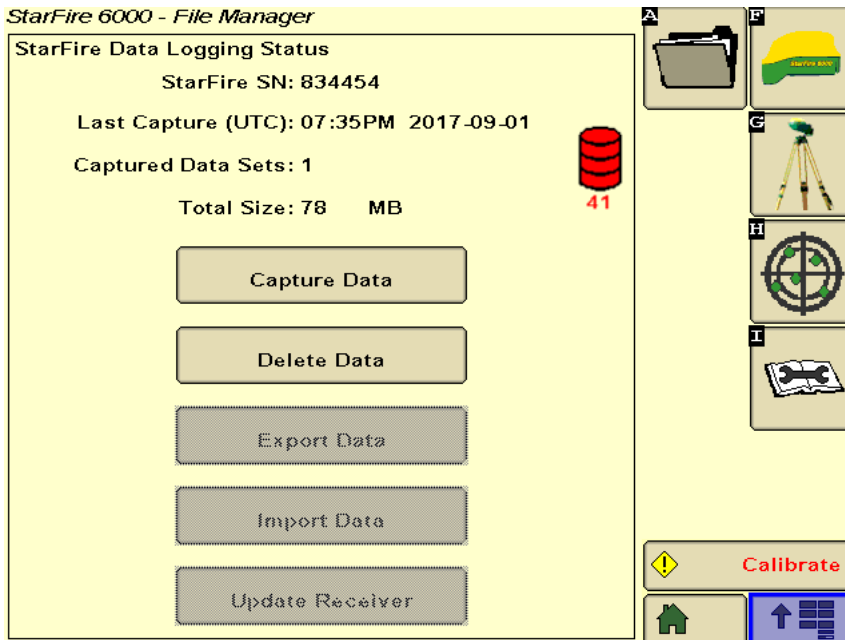 StarFire 6000 - File Manager
StarFire Data Logging Status
StarFire SN: 834454
Last Capture (UTC): 07:35PM 2017-09-01
Captured Data Sets: 1
Total Size: 78 MB
41
Capture Data
Delete Data
Export Data
Import Data
Update Receiver
A
F
StarFire 6000
G
H
I
Calibrate